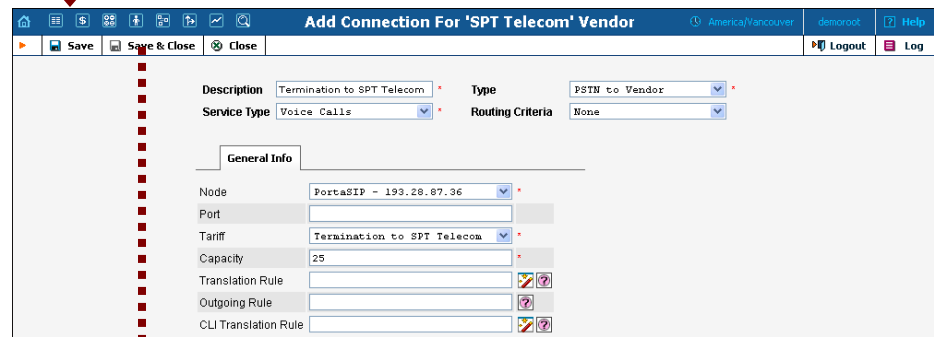 Add Connection For 'SPT Telecom' Vendor America/Vancouver demoroot ? Help
Save Save & Close Close Logout Log
Description Termination to SPT Telecom * Type PSTN to Vendor *
Service Type Voice Calls * Routing Criteria None
General Info
Node PortaSIP - 193.28.87.36 *
Port
Tariff Termination to SPT Telecom *
Capacity 25 *
Translation Rule ?
Outgoing Rule ?
CLI Translation Rule ?